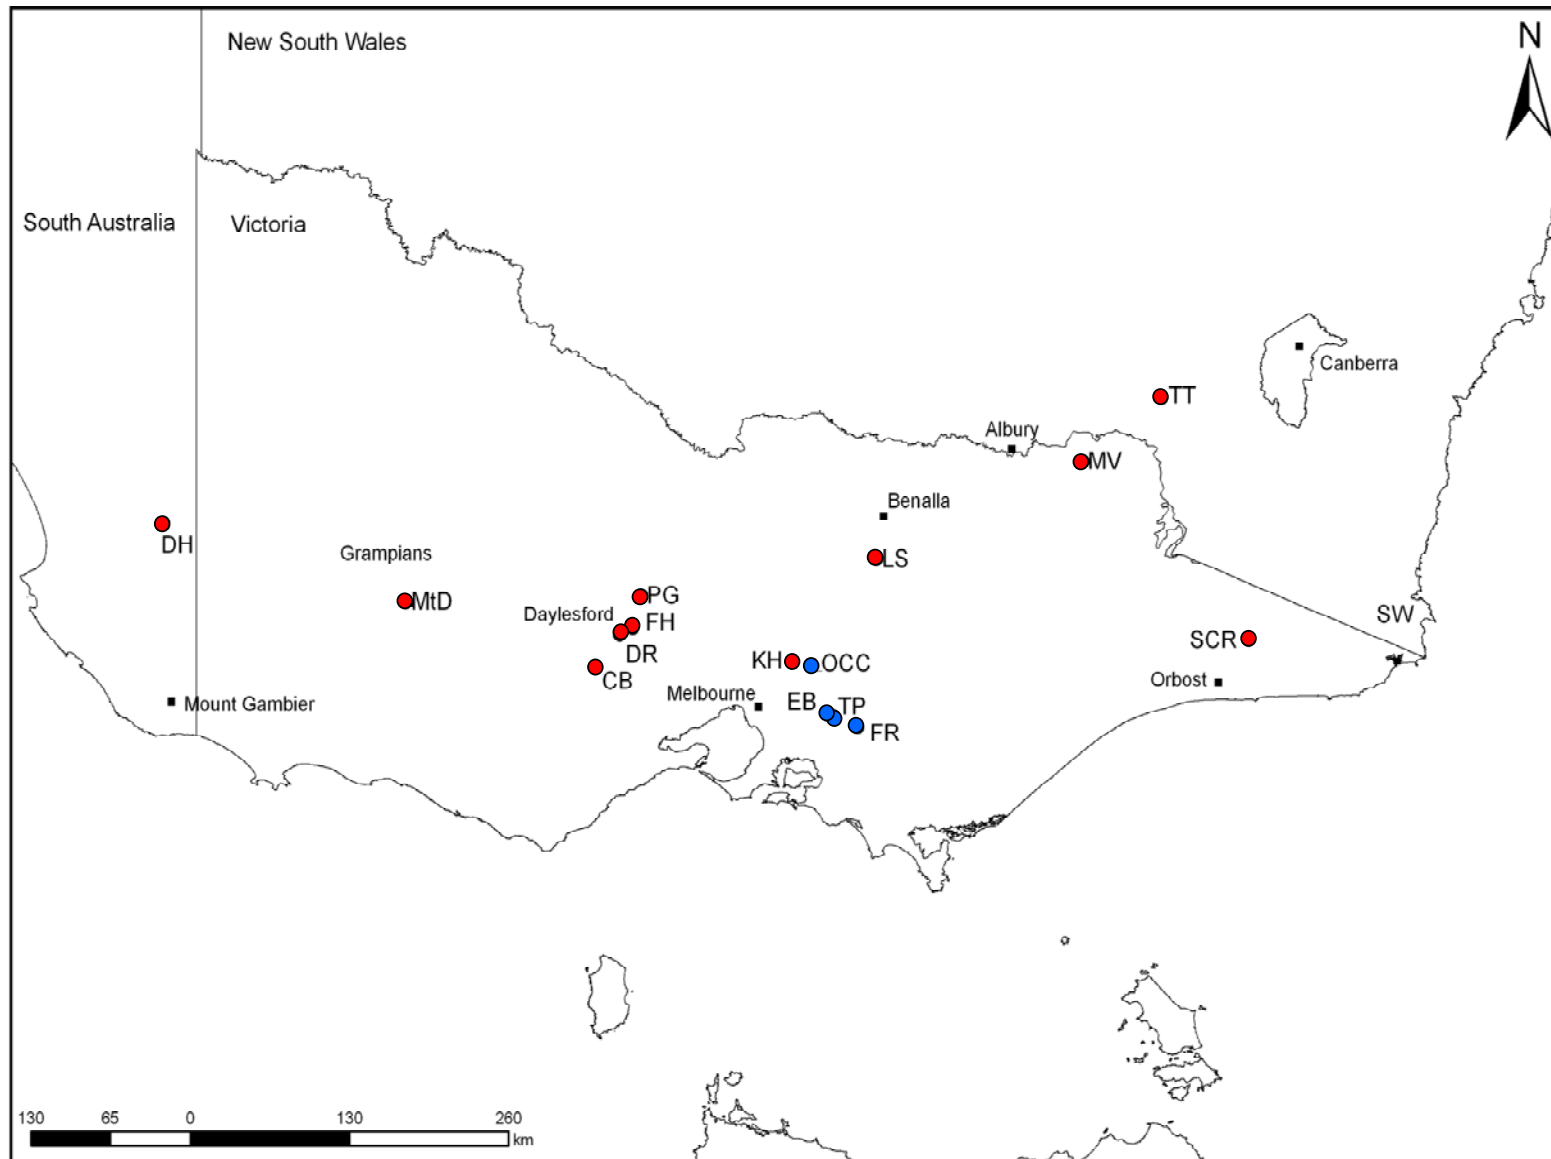 New South Wales
N
South Australia
Victoria
Canberra
TT
Albury
MV
Benalla
DH
Grampians
LS
MtD
PG
Daylesford
FH
SW
SCR
DR
KH
OCC
CB
Orbost
Melbourne
Mount Gambier
EB
TP
FR
130 65 0 130 260
km